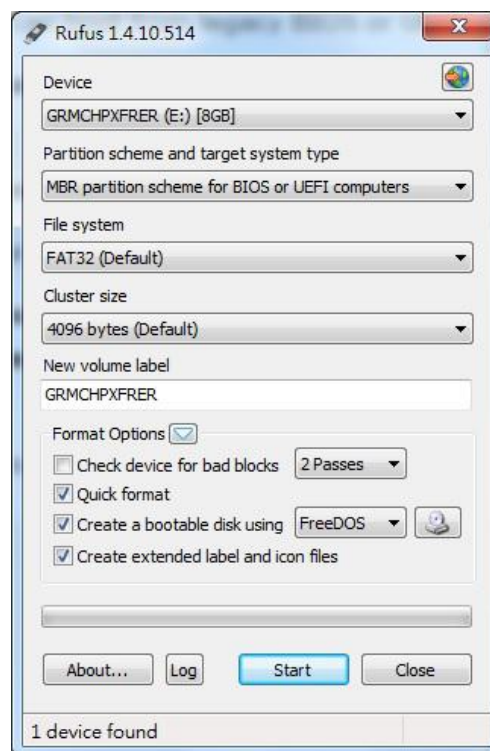 Rufus 1.4.10.514
Device
GRMCHPXFRER (E:) [8GB]
Partition scheme and target system type
MBR partition scheme for BIOS or UEFI computers
File system
FAT32 (Default)
Cluster size
4096 bytes (Default)
New volume label
GRMCHPXFRER
Format Options
Check device for bad blocks 2 Passes
Quick format
Create a bootable disk using FreeDOS
Create extended label and icon files
About... Log Start Close
1 device found